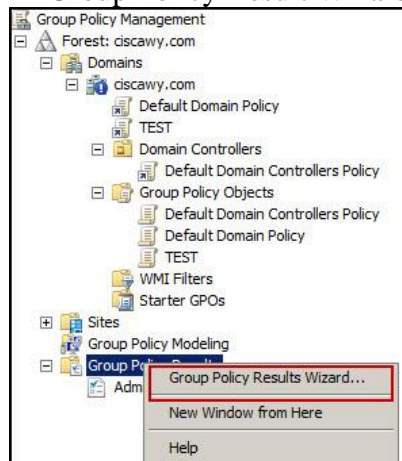 Group Policy Management
Forest: ciscawy.com
Domains
ciscawy.com
Default Domain Policy
TEST
Domain Controllers
Default Domain Controllers Policy
Group Policy Objects
Default Domain Controllers Policy
Default Domain Policy
TEST
WMI Filters
Starter GPOs
Sites
Group Policy Modeling
Group Policy
Group Policy Results Wizard...
New Window from Here
Help